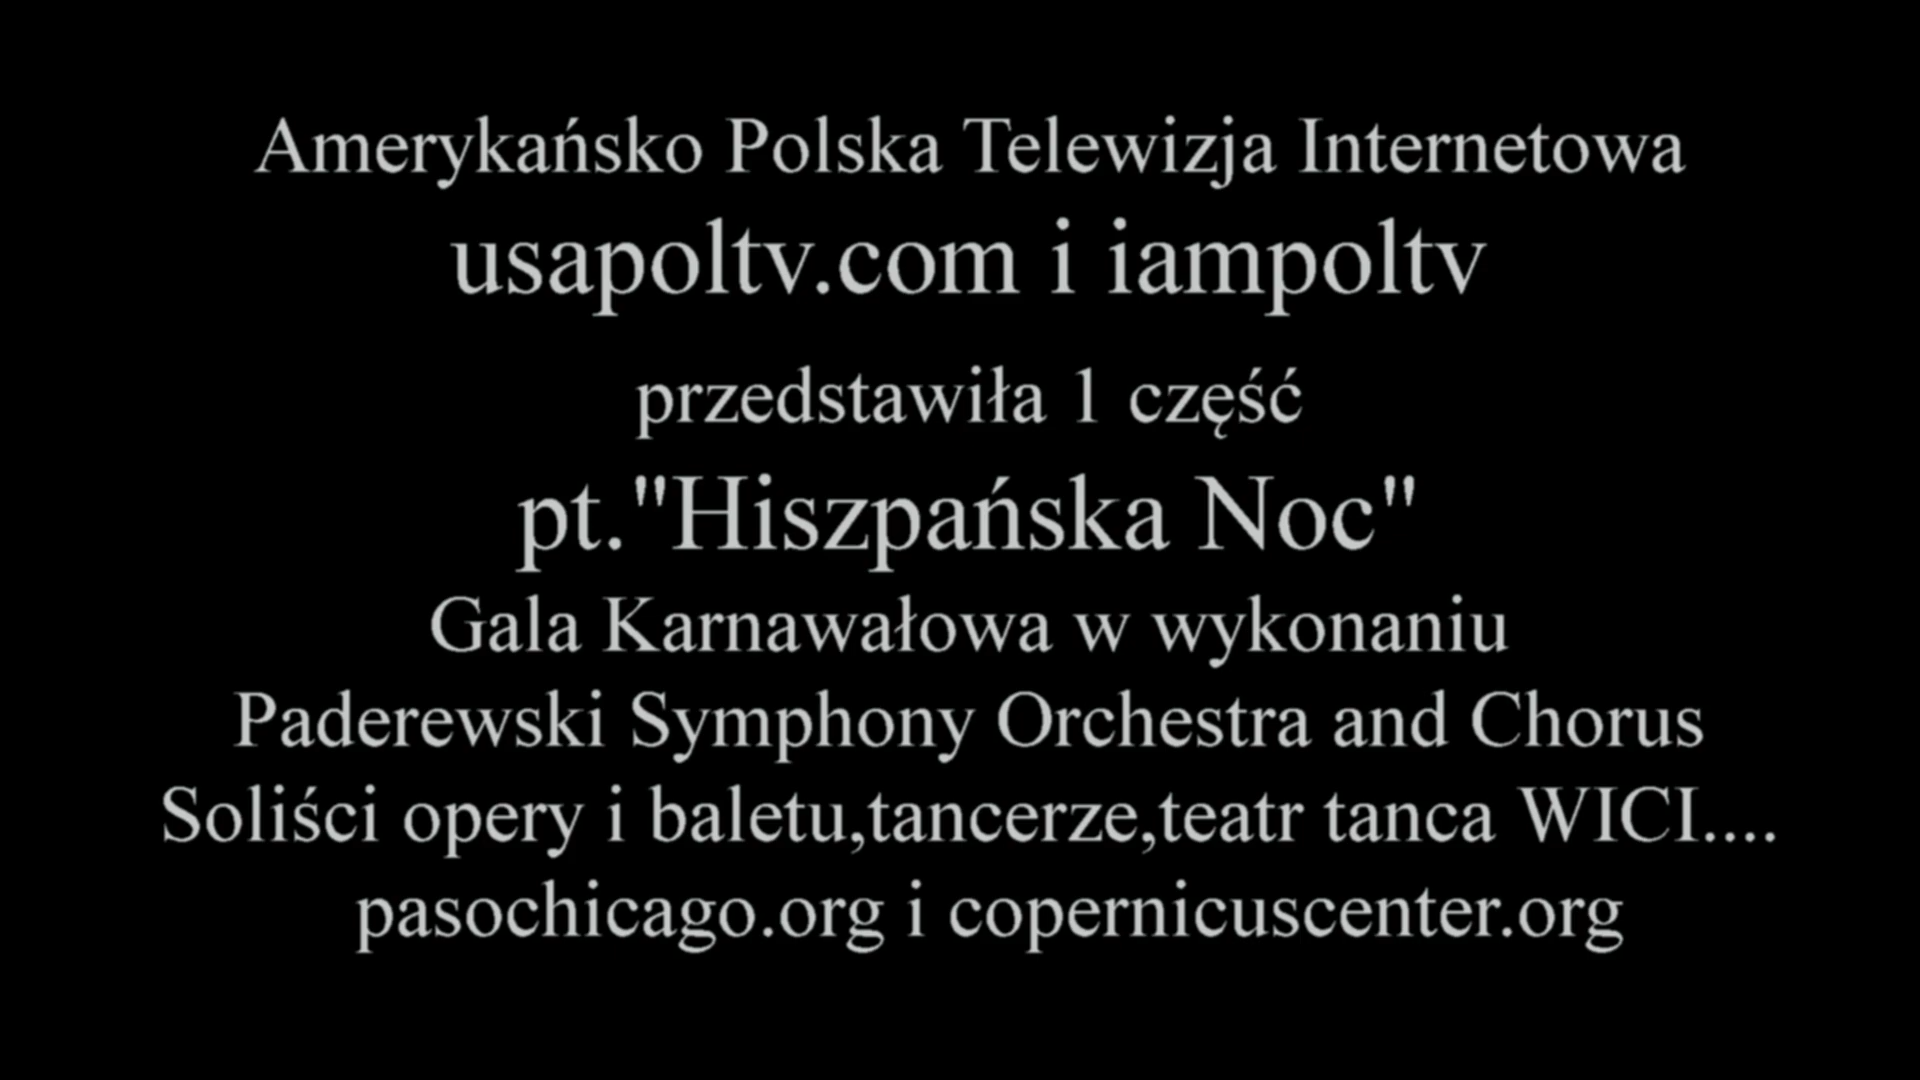 Amerykańsko Polska Telewizja Internetowa
usapoltv.com i iampoltv
przedstawiła 1 część
pt."Hiszpańska Noc"
Gala Karnawałowa w wykonaniu
Paderewski Symphony Orchestra and Chorus
Soliści opery i baletu,tancerze,teatr tanca WICI....
pasochicago.org i copernicuscenter.org